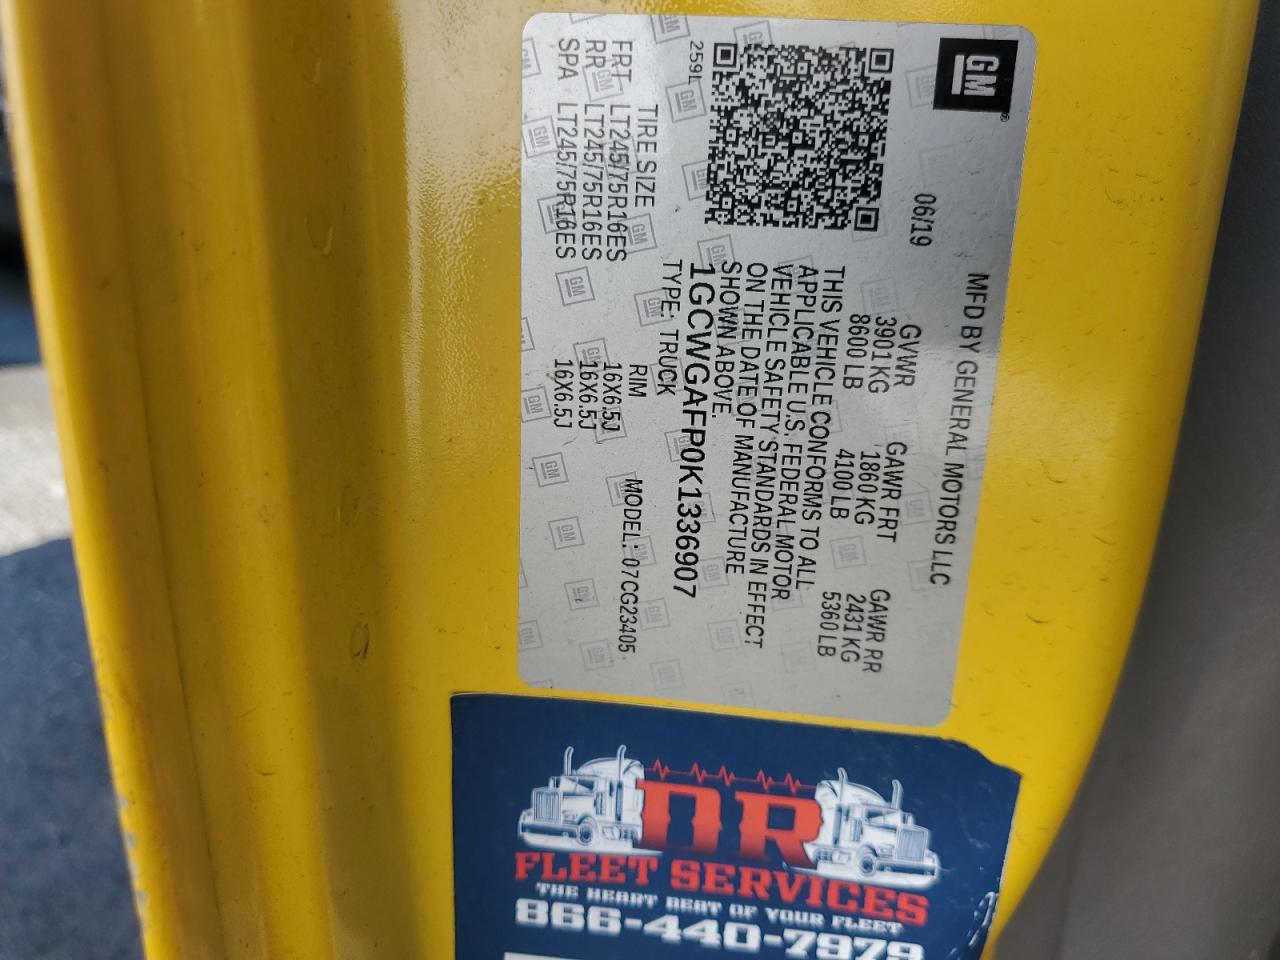 GM
MFD BY GENERAL MOTORS LLC
06/19
GVWR GAWR FRT GAWR RR
3901 KG 1860 KG 2431 KG
8600 LB 4100 LB 5360 LB
THIS VEHICLE CONFORMS TO ALL
APPLICABLE U.S. FEDERAL MOTOR
VEHICLE SAFETY STANDARDS IN EFFECT
ON THE DATE OF MANUFACTURE
SHOWN ABOVE.
259L
1GCWGAFP0K1336907
TYPE: TRUCK
MODEL: 07CG23405
TIRE SIZE RIM
FRT LT245/75R16ES 16X6.5J
RR LT245/75R16ES 16X6.5J
SPA LT245/75R16ES 16X6.5J
DR
FLEET SERVICES
THE HEART BEAT OF YOUR FLEET
866-440-7979